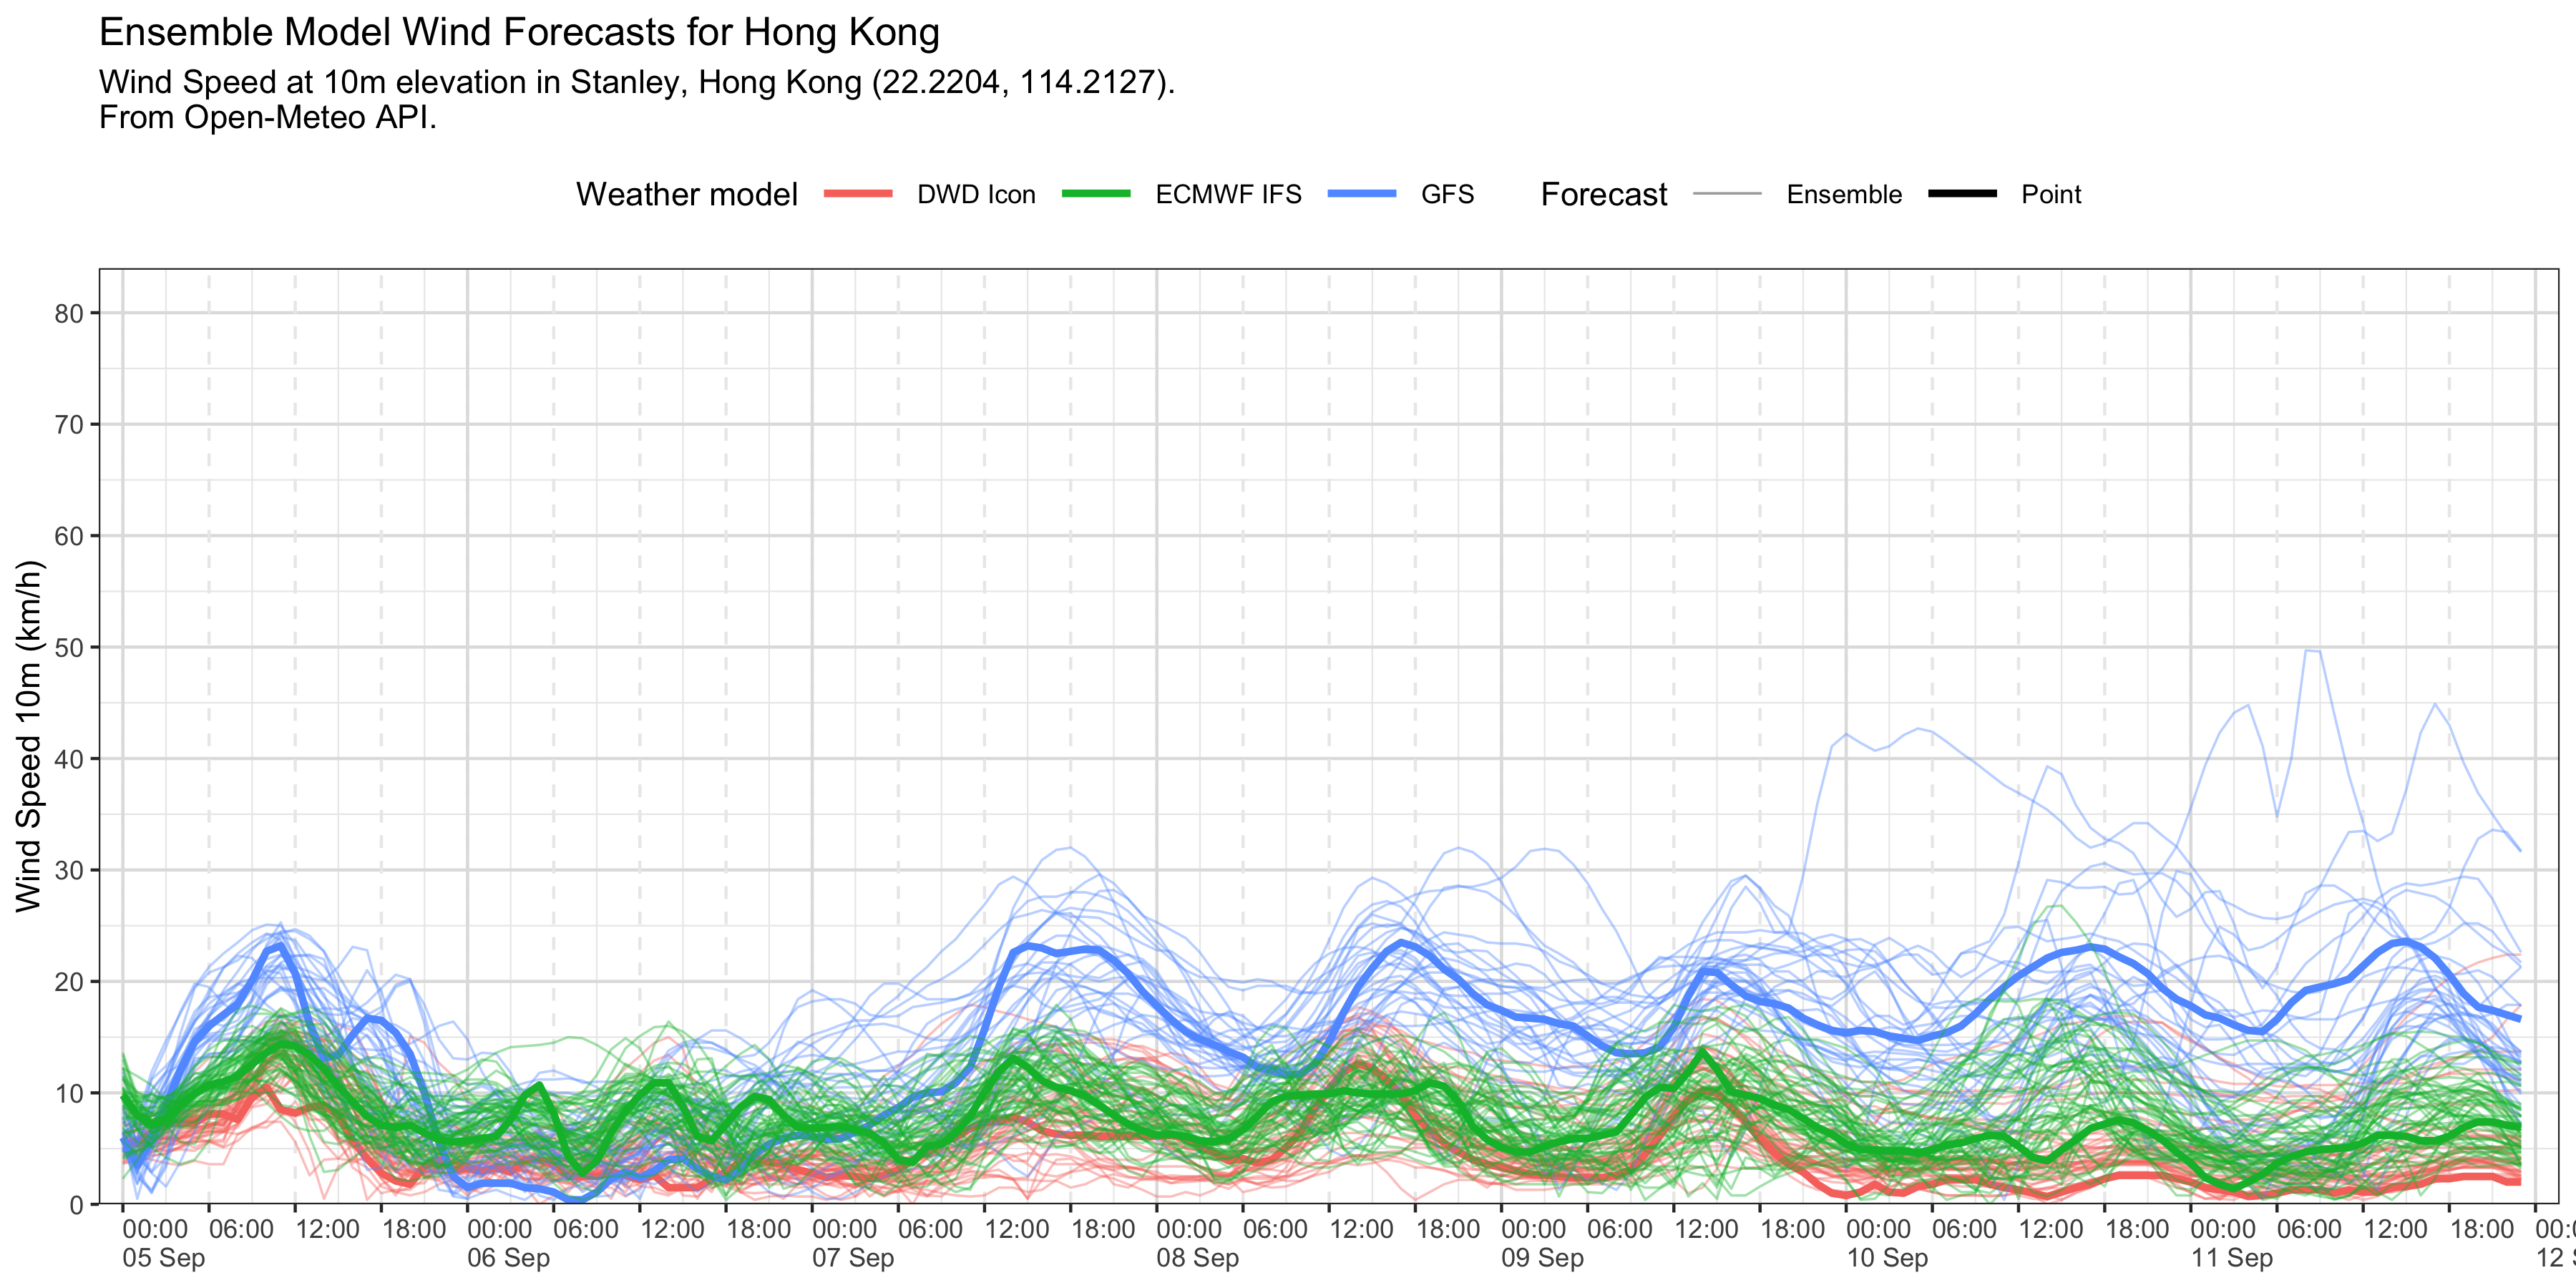 Ensemble Model Wind Forecasts for Hong Kong
Wind Speed at 10m elevation in Stanley, Hong Kong (22.2204, 114.2127).
From Open-Meteo API.
Weather model DWD Icon ECMWF IFS GFS Forecast Ensemble Point
Wind Speed 10m (km/h)
80
70
60
50
40
30
20
10
0
00:00 06:00 12:00 18:00 00:00 06:00 12:00 18:00 00:00 06:00 12:00 18:00 00:00 06:00 12:00 18:00 00:00 06:00 12:00 18:00 00:00 06:00 12:00 18:00 00:00 06:00 12:00 18:00
05 Sep 06 Sep 07 Sep 08 Sep 09 Sep 10 Sep 11 Sep 12